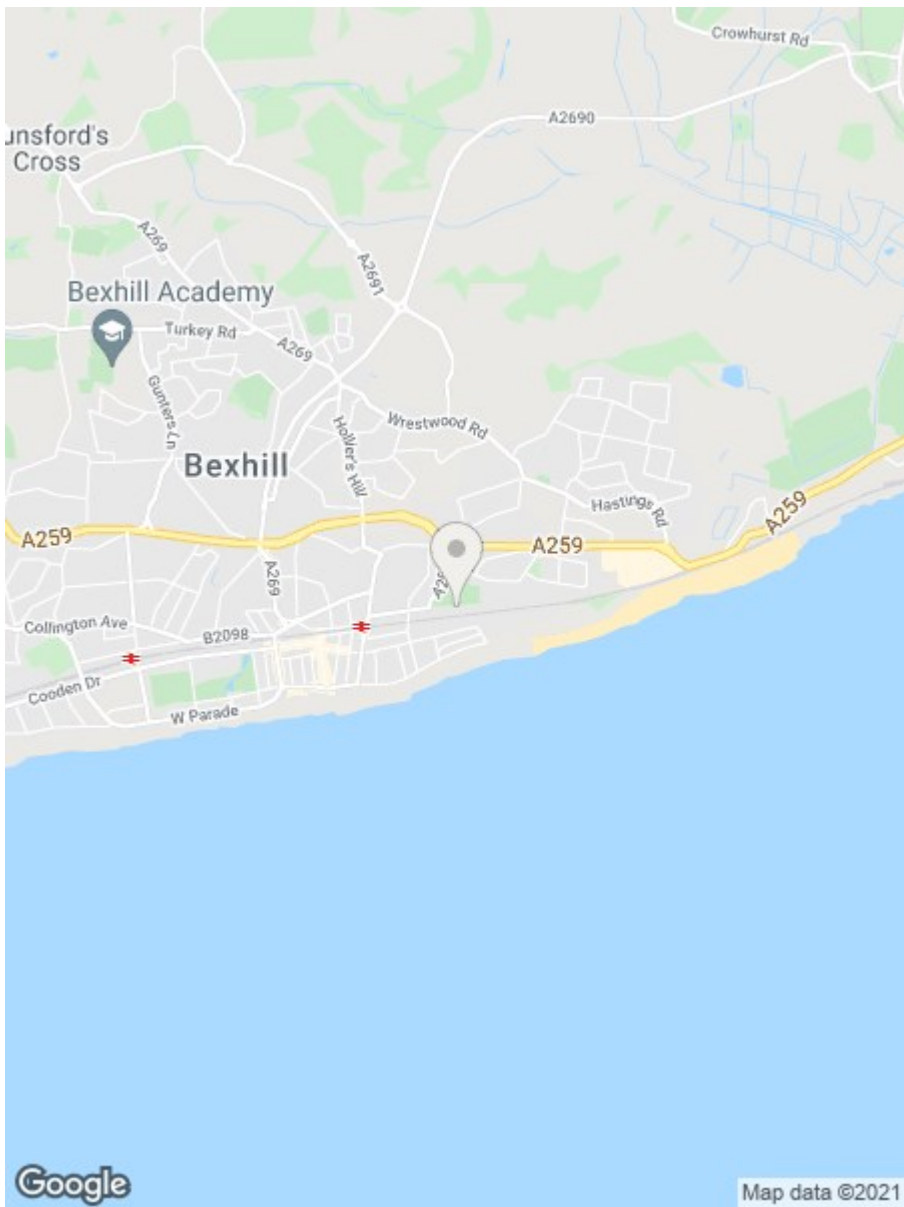 Crowhurst Rd
A2690
unsford's
Cross
A269
A2691
Bexhill Academy
Turkey Rd
A269
Gunters Ln
Hollier's Hill
Wrestwood Rd
Bexhill
Hastings Rd
A259
A259
A259
A269
Collington Ave
B2098
Cooden Dr
W Parade
Google
Map data ©2021